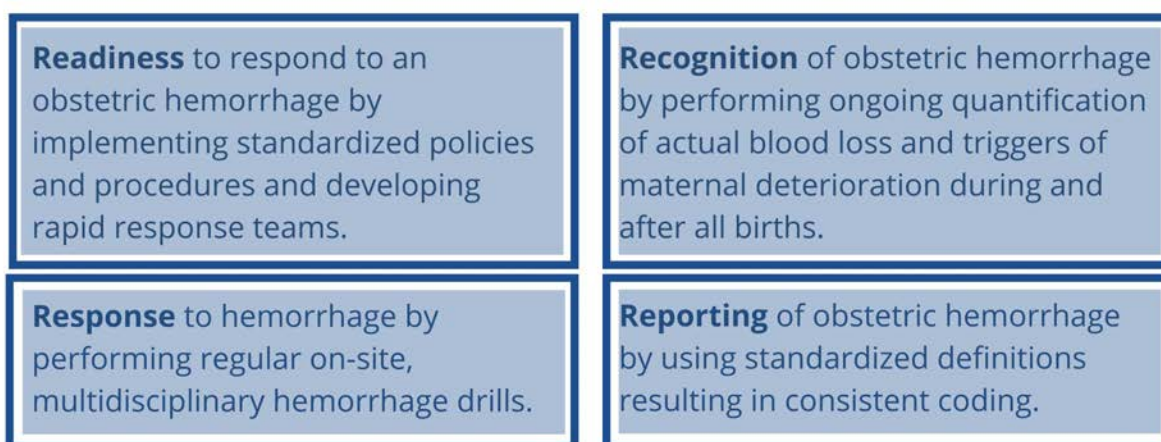 Readiness to respond to an
obstetric hemorrhage by
implementing standardized policies
and procedures and developing
rapid response teams.
Recognition of obstetric hemorrhage
by performing ongoing quantification
of actual blood loss and triggers of
maternal deterioration during and
after all births.
Response to hemorrhage by
performing regular on-site,
multidisciplinary hemorrhage drills.
Reporting of obstetric hemorrhage
by using standardized definitions
resulting in consistent coding.